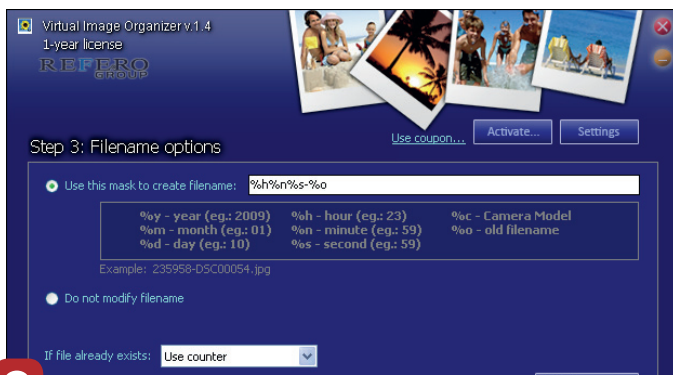 Virtual Image Organizer v.1.4
1-year license
REFERO
GROUP
Use coupon...
Activate...
Settings
Step 3: Filename options
Use this mask to create filename: %h%n%s-%o
%y - year (eg.: 2009) %h - hour (eg.: 23) %c - Camera Model
%m - month (eg.: 01) %n - minute (eg.: 59) %o - old filename
%d - day (eg.: 10) %s - second (eg.: 59)
Example: 235958-DSC00054.jpg
Do not modify filename
If file already exists: Use counter